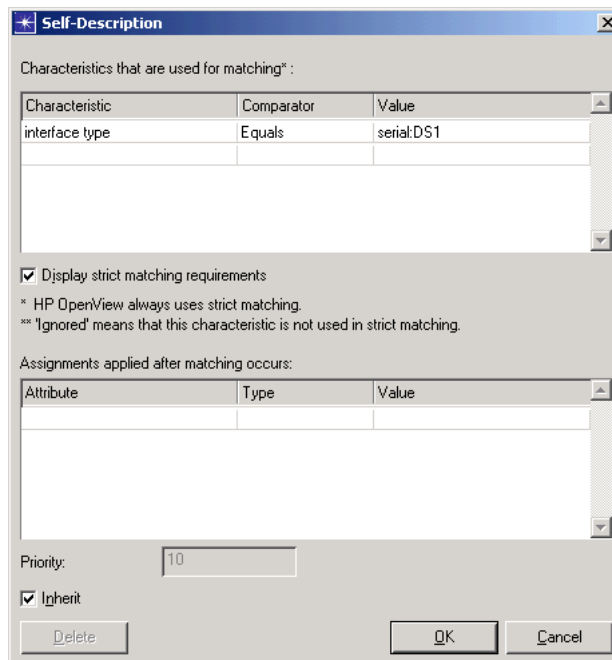 Self-Description
Characteristics that are used for matching* :
Characteristic Comparator Value
interface type Equals serial:DS1
Display strict matching requirements
* HP OpenView always uses strict matching.
** 'Ignored' means that this characteristic is not used in strict matching.
Assignments applied after matching occurs:
Attribute Type Value
Priority: 10
Inherit
Delete OK Cancel